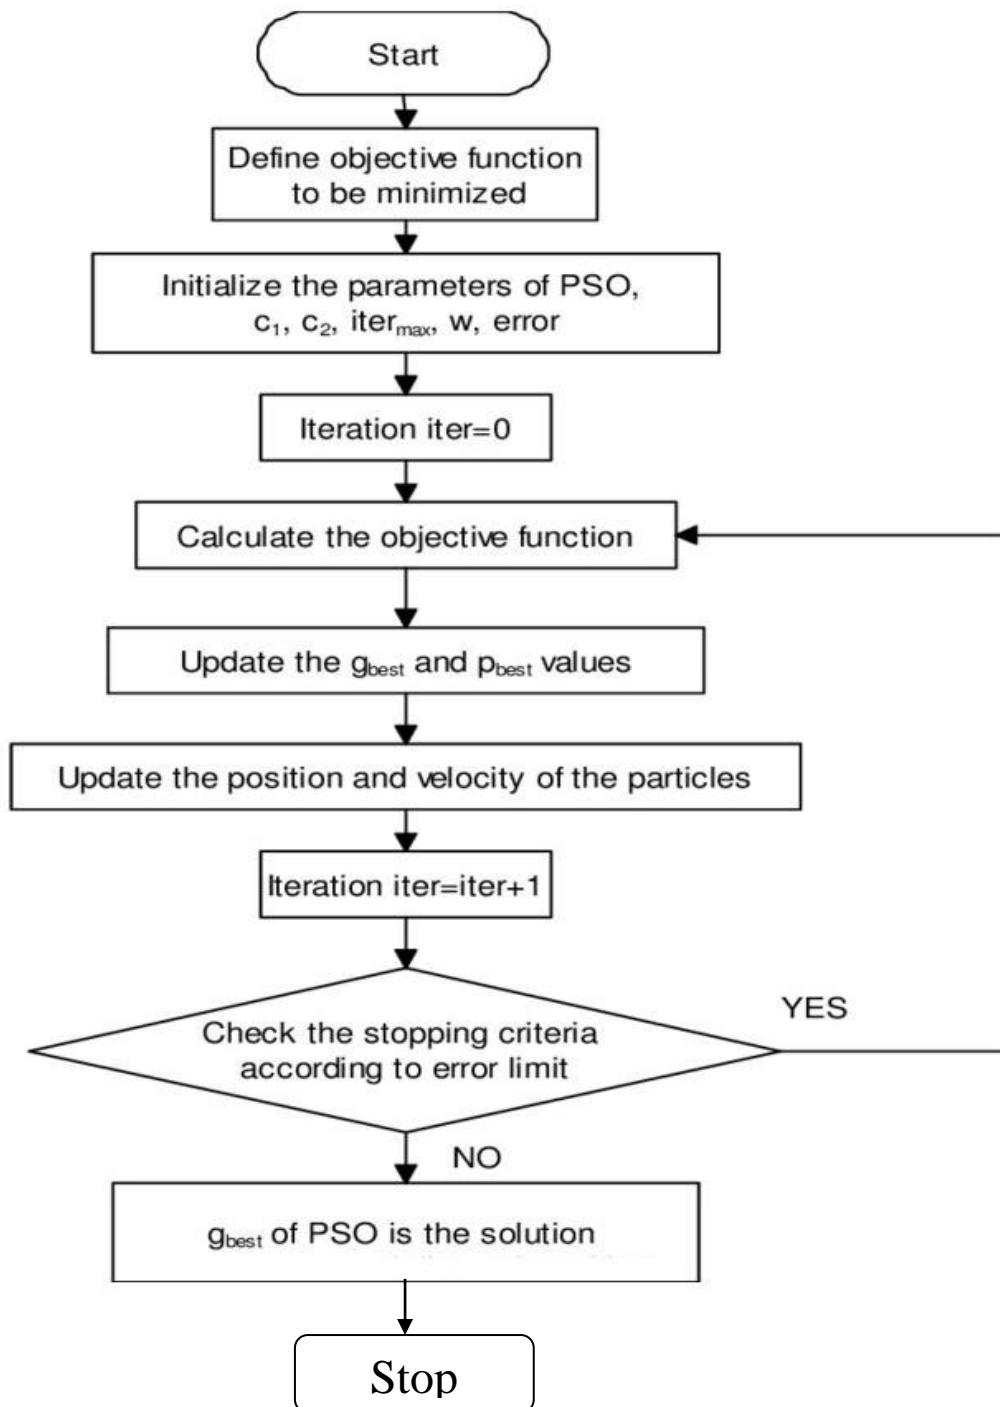 Start
Define objective function
to be minimized
Initialize the parameters of PSO,
c₁, c₂, iterₘₐₓ, w, error
Iteration iter=0
Calculate the objective function
Update the gbest and pbest values
Update the position and velocity of the particles
Iteration iter=iter+1
YES
Check the stopping criteria
according to error limit
NO
gbest of PSO is the solution
Stop